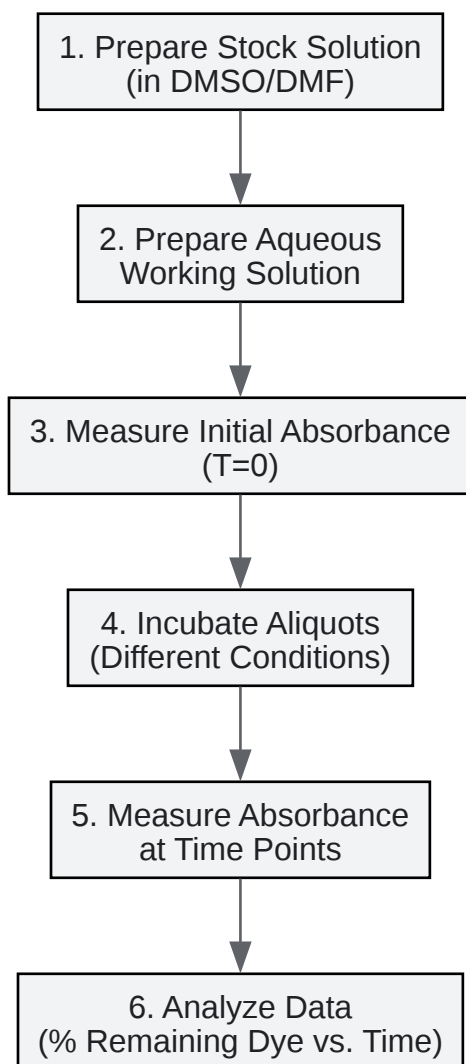 1. Prepare Stock Solution
(in DMSO/DMF)
2. Prepare Aqueous
Working Solution
3. Measure Initial Absorbance
(T=0)
4. Incubate Aliquots
(Different Conditions)
5. Measure Absorbance
at Time Points
6. Analyze Data
(% Remaining Dye vs. Time)